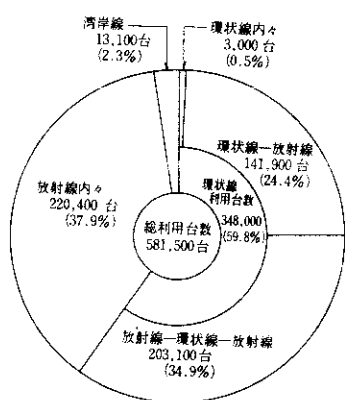 湾岸線
13,100台
(2.3%)
環状線内々
3,000台
(0.5%)
環状線―放射線
141,900台
(24.4%)
環状線
利用台数
348,000
(59.8%)
放射線内々
220,400 台
(37.9%)
総利用台数
581,500台
放射線―環状線―放射線
203,100台
(34.9%)